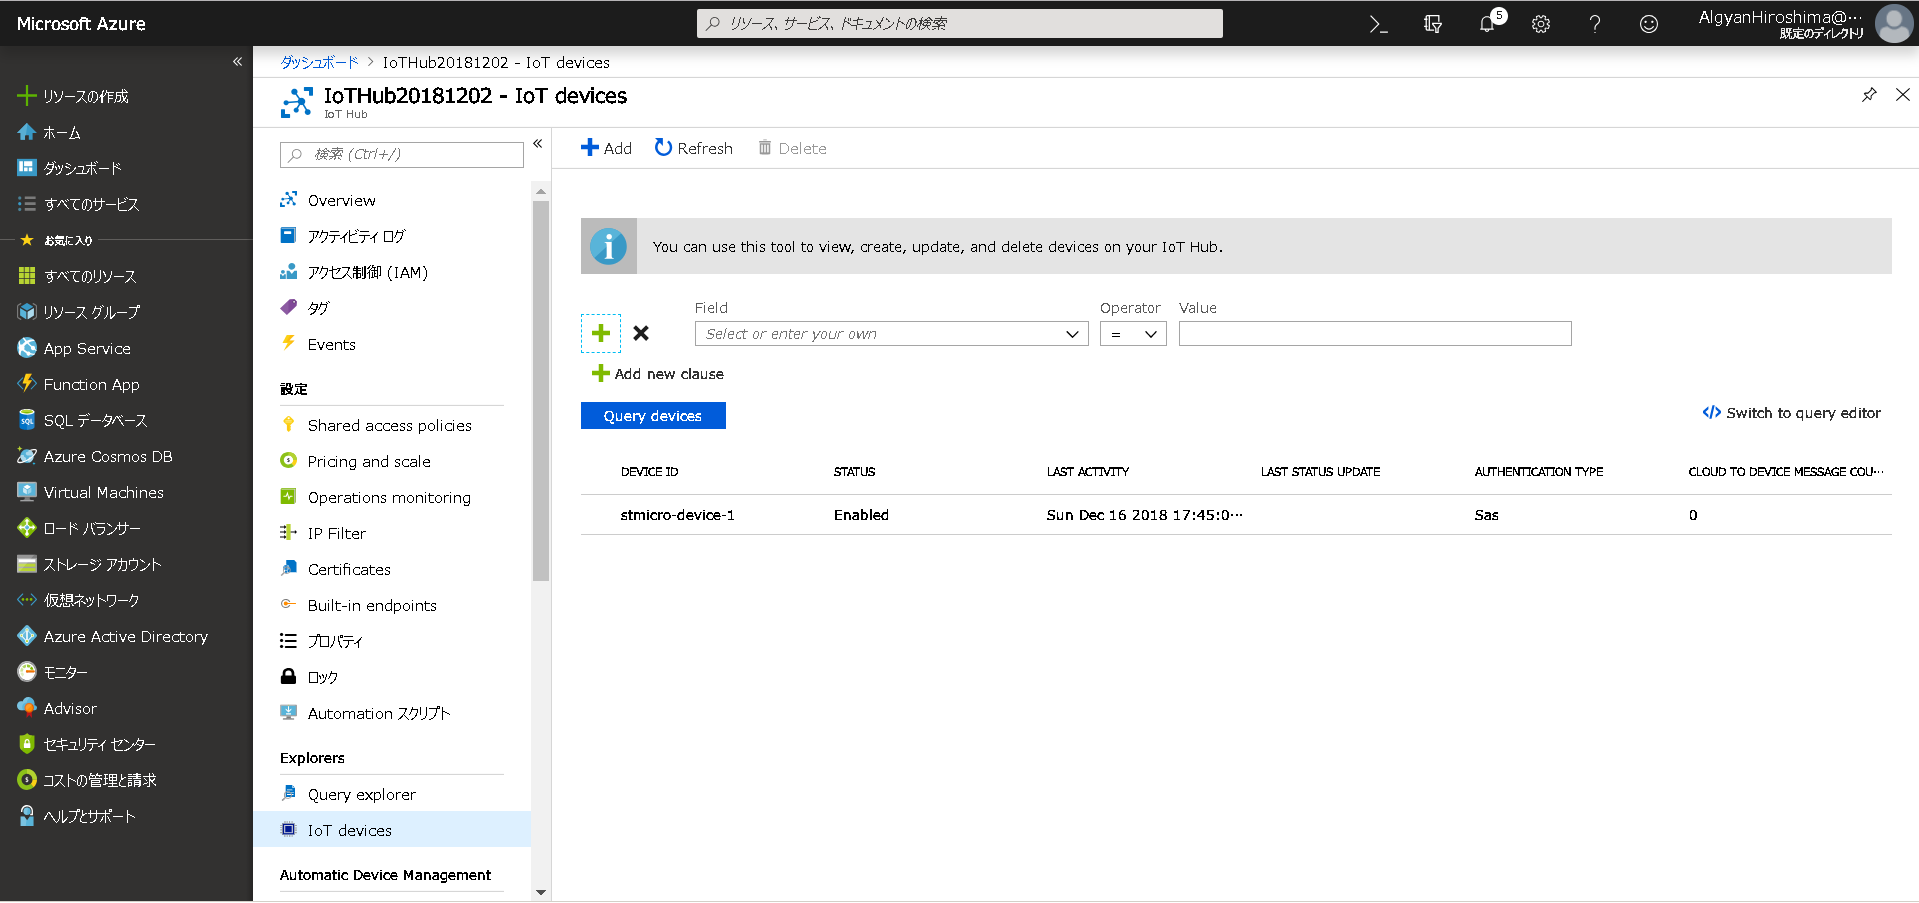 Microsoft Azure
リソース、サービス、ドキュメントの検索
5
AlgyanHiroshima@···
既定のディレクトリ
«
リソースの作成
ホーム
ダッシュボード
すべてのサービス
お気に入り
すべてのリソース
リソース グループ
App Service
Function App
SQL データベース
Azure Cosmos DB
Virtual Machines
ロード バランサー
ストレージ アカウント
仮想ネットワーク
Azure Active Directory
モニター
Advisor
セキュリティ センター
コストの管理と請求
ヘルプとサポート
ダッシュボード > IoTHub20181202 - IoT devices
IoTHub20181202 - IoT devices
IoT Hub
検索 (Ctrl+/)
«
Overview
アクティビティ ログ
アクセス制御 (IAM)
タグ
Events
設定
Shared access policies
Pricing and scale
Operations monitoring
IP Filter
Certificates
Built-in endpoints
プロパティ
ロック
Automation スクリプト
Explorers
Query explorer
IoT devices
Automatic Device Management
Add Refresh Delete
You can use this tool to view, create, update, and delete devices on your IoT Hub.
Field Operator Value
Select or enter your own =
Add new clause
Query devices
Switch to query editor
DEVICE ID STATUS LAST ACTIVITY LAST STATUS UPDATE AUTHENTICATION TYPE CLOUD TO DEVICE MESSAGE COU···
stmicro-device-1 Enabled Sun Dec 16 2018 17:45:0··· Sas 0